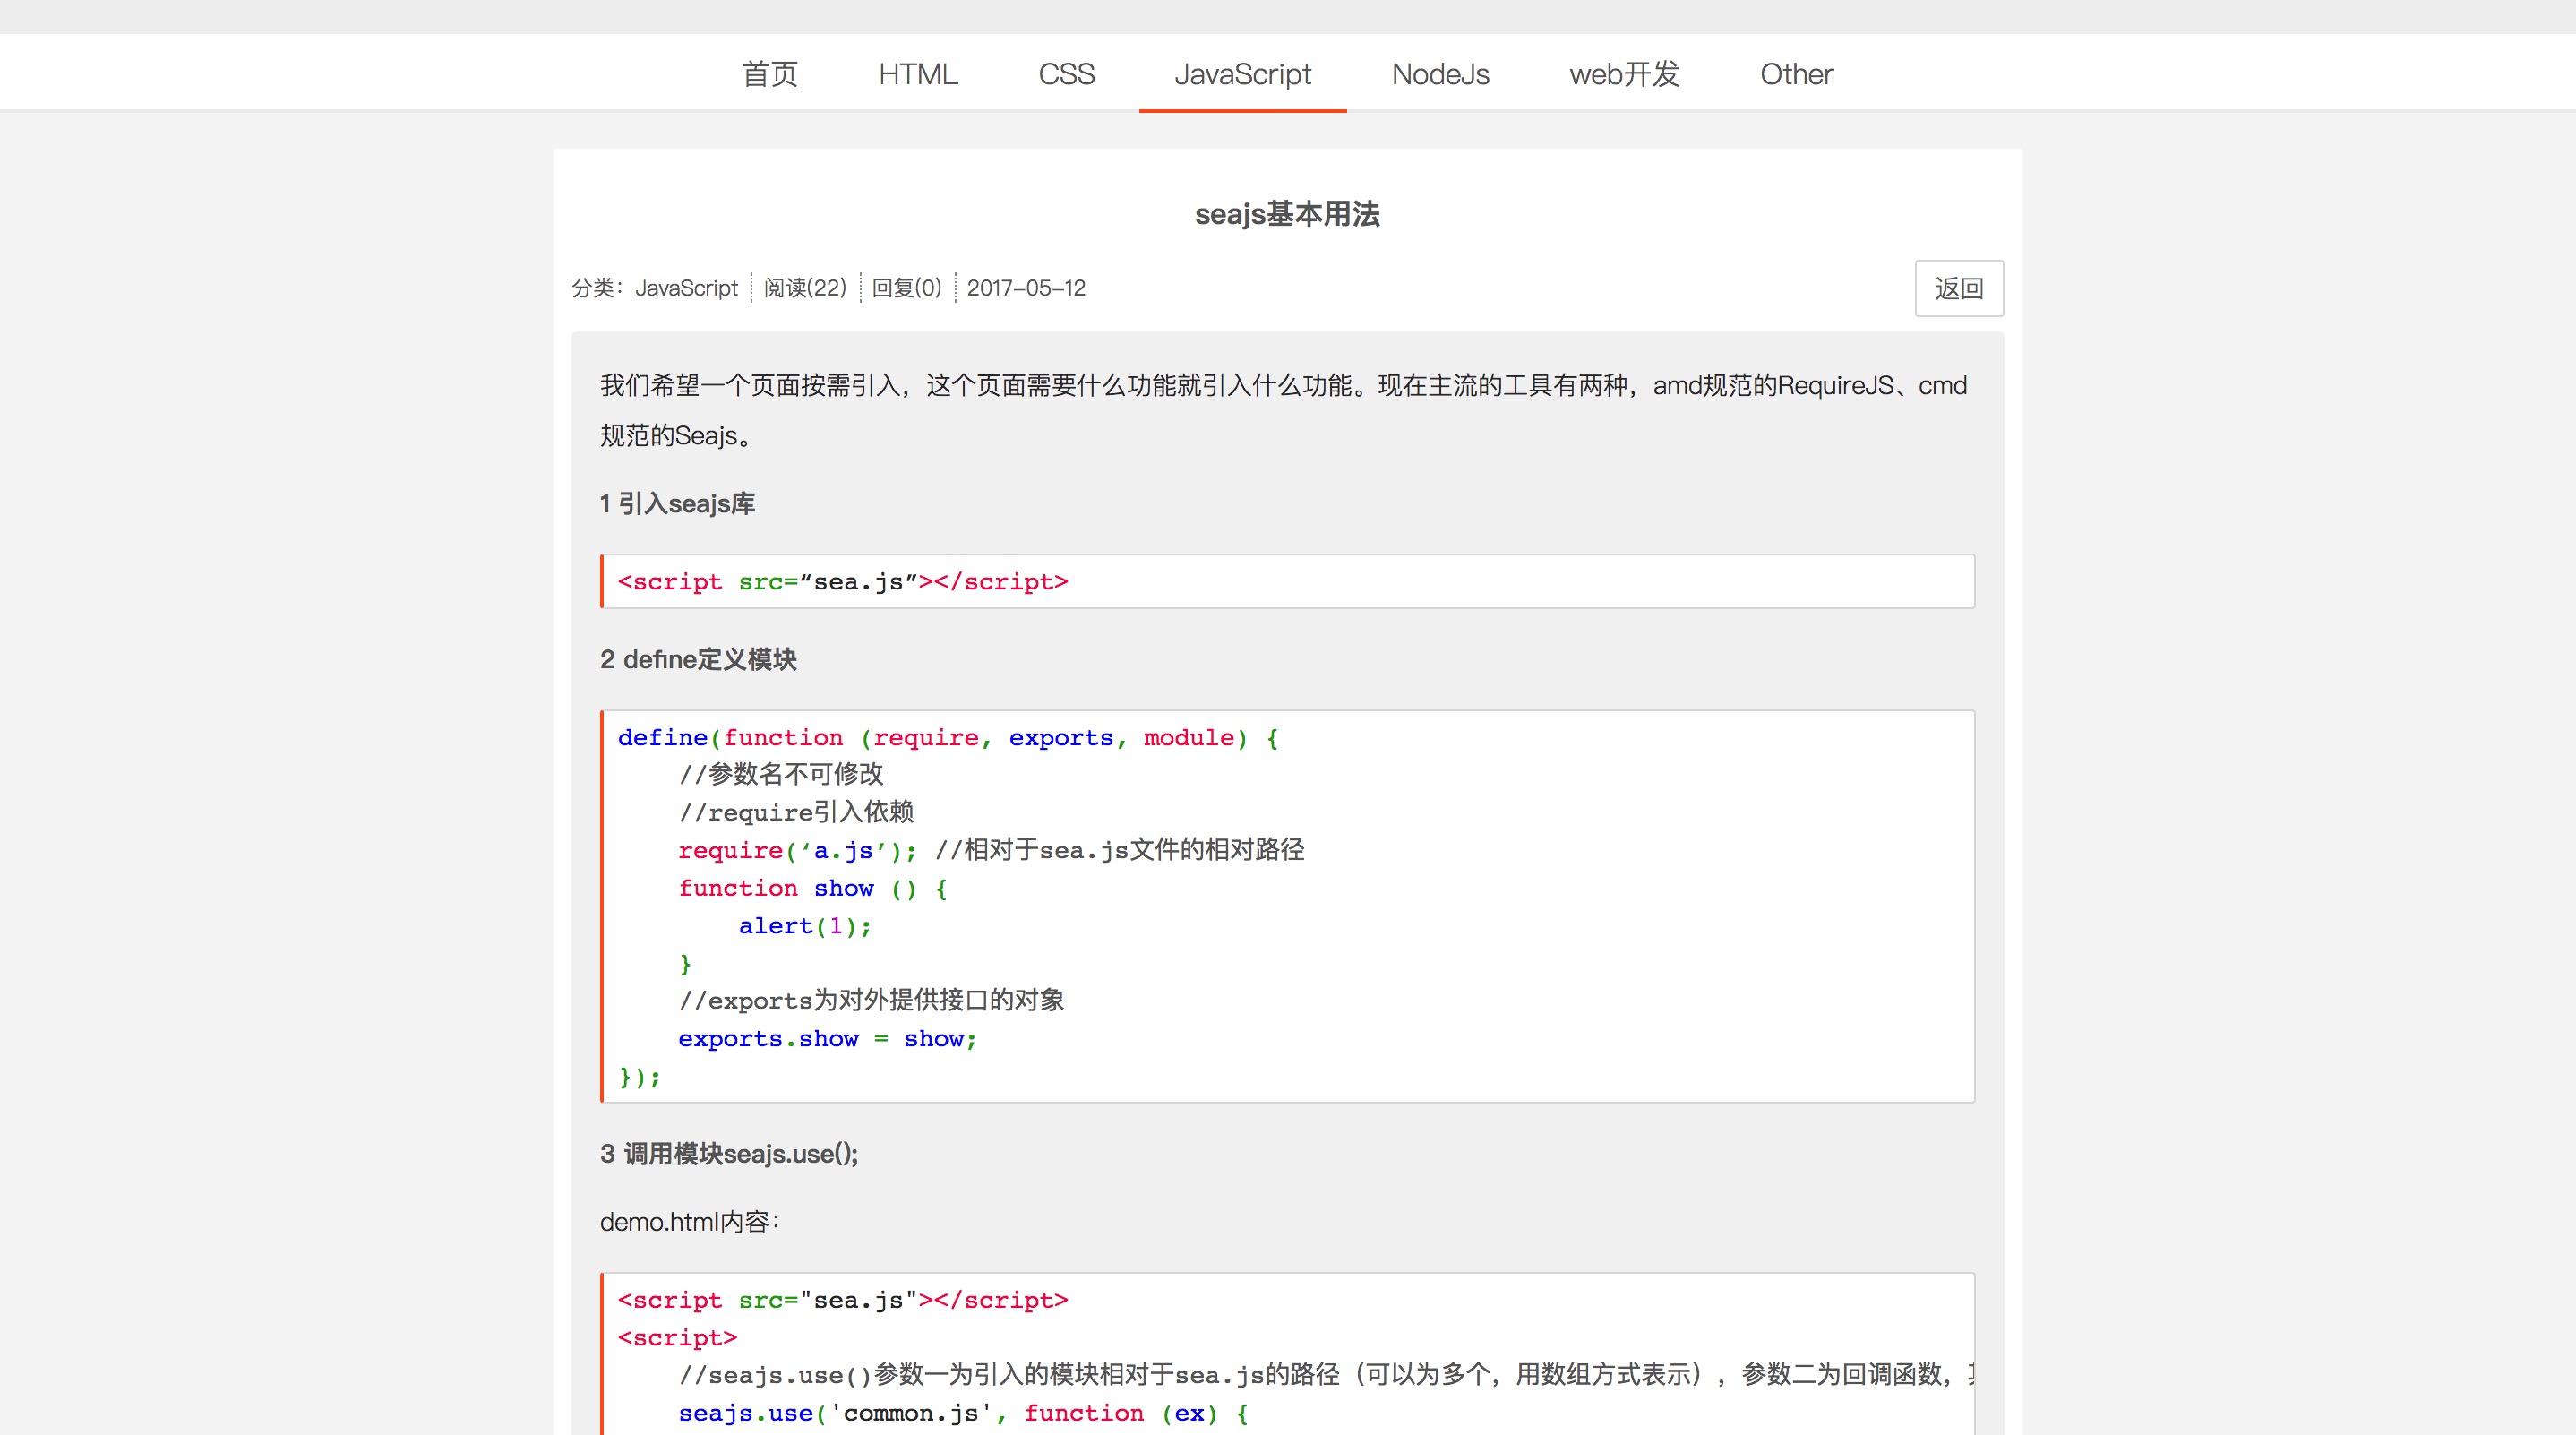 首页 HTML CSS JavaScript NodeJs web开发 Other
seajs基本用法
分类：JavaScript 阅读(22) 回复(0) 2017-05-12 返回
我们希望一个页面按需引入，这个页面需要什么功能就引入什么功能。现在主流的工具有两种，amd规范的RequireJS、cmd
规范的Seajs。
1 引入seajs库
<script src=“sea.js”></script>
2 define定义模块
define(function (require, exports, module) {
//参数名不可修改
//require引入依赖
require(‘a.js’); //相对于sea.js文件的相对路径
function show () {
alert(1);
}
//exports为对外提供接口的对象
exports.show = show;
});
3 调用模块seajs.use();
demo.html内容：
<script src="sea.js"></script>
<script>
//seajs.use()参数一为引入的模块相对于sea.js的路径（可以为多个，用数组方式表示），参数二为回调函数，
seajs.use('common.js', function (ex) {